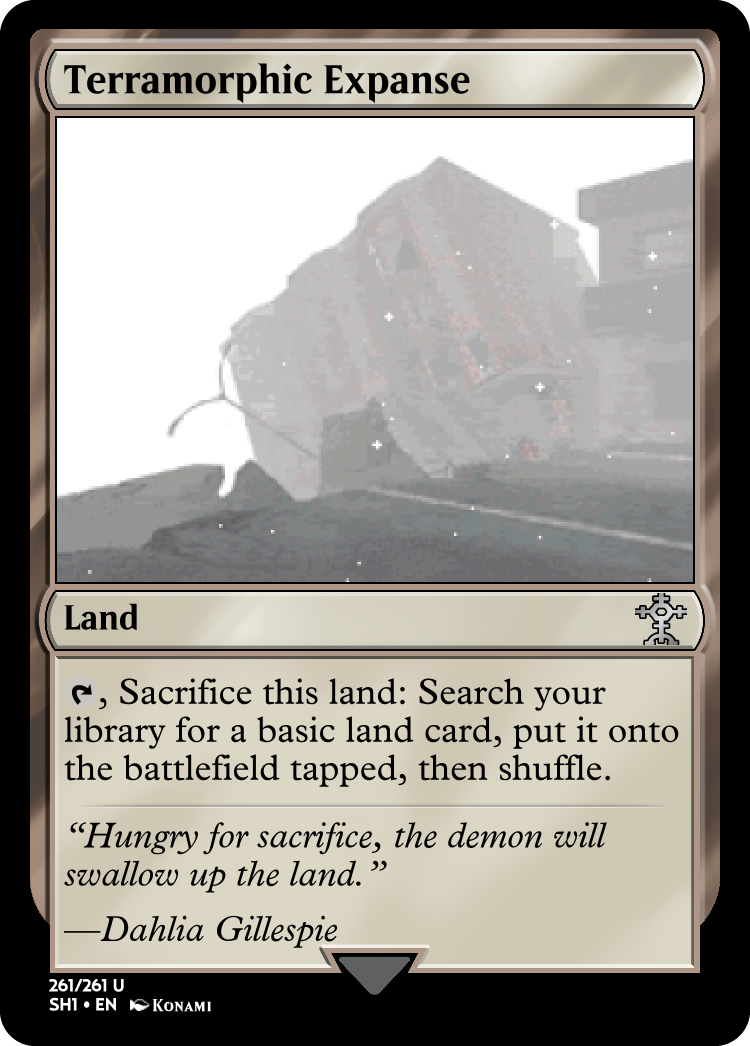 Terramorphic Expanse
Land
, Sacrifice this land: Search your
library for a basic land card, put it onto
the battlefield tapped, then shuffle.
“Hungry for sacrifice, the demon will
swallow up the land.”
—Dahlia Gillespie
261/261 U
SH1 • EN KONAMI